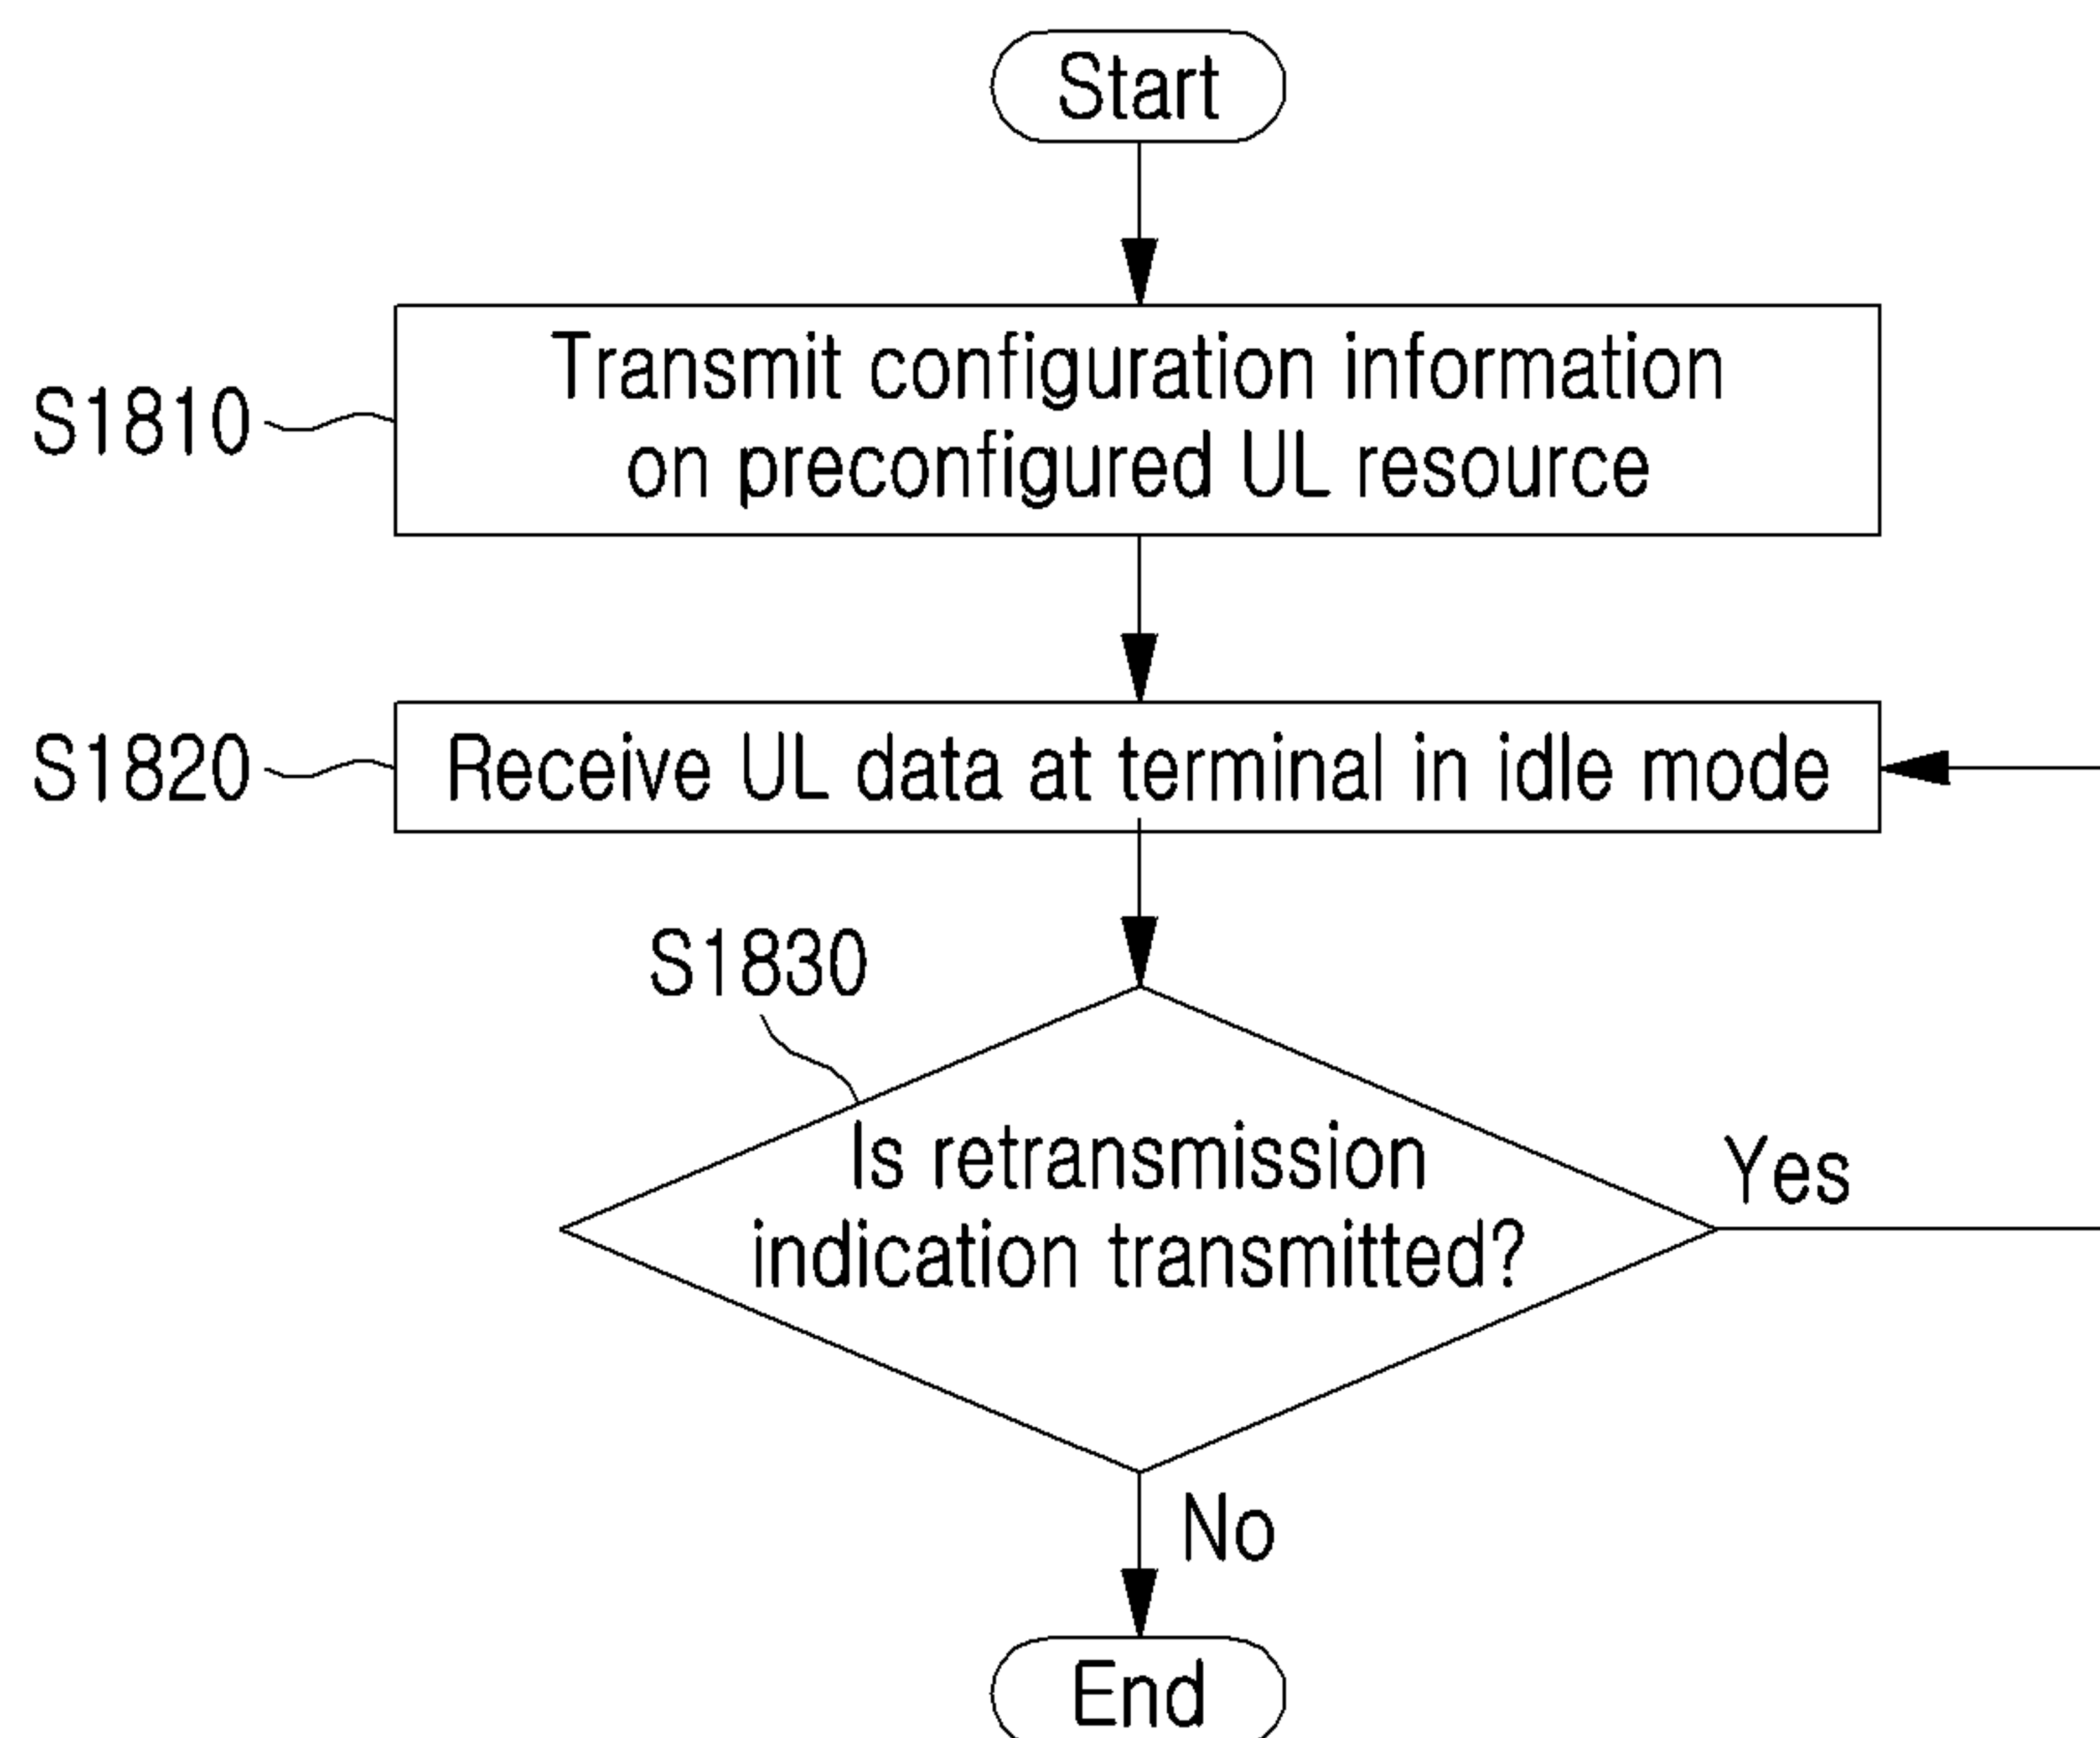 Start
S1810
Transmit configuration information
on preconfigured UL resource
S1820
Receive UL data at terminal in idle mode
S1830
Is retransmission
indication transmitted?
Yes
No
End